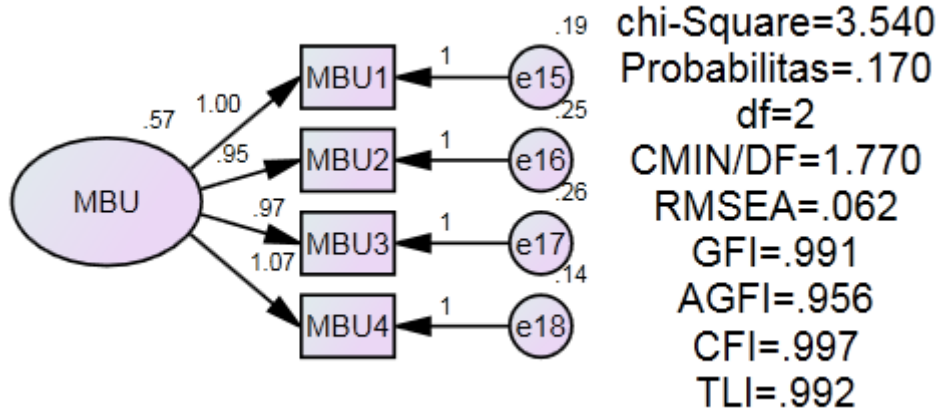 .19
1
MBU1
e15
1.00
.57
.25
.95
1
MBU2
e16
MBU
.26
.97
1
MBU3
e17
1.07
.14
1
MBU4
e18
chi-Square=3.540
Probabilitas=.170
df=2
CMIN/DF=1.770
RMSEA=.062
GFI=.991
AGFI=.956
CFI=.997
TLI=.992